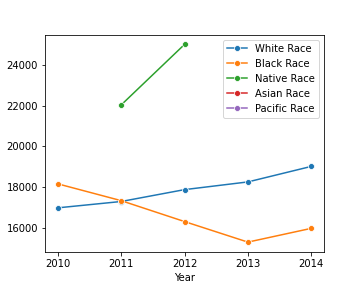 White Race
Black Race
Native Race
Asian Race
Pacific Race
24000
22000
20000
18000
16000
2010 2011 2012 2013 2014
Year